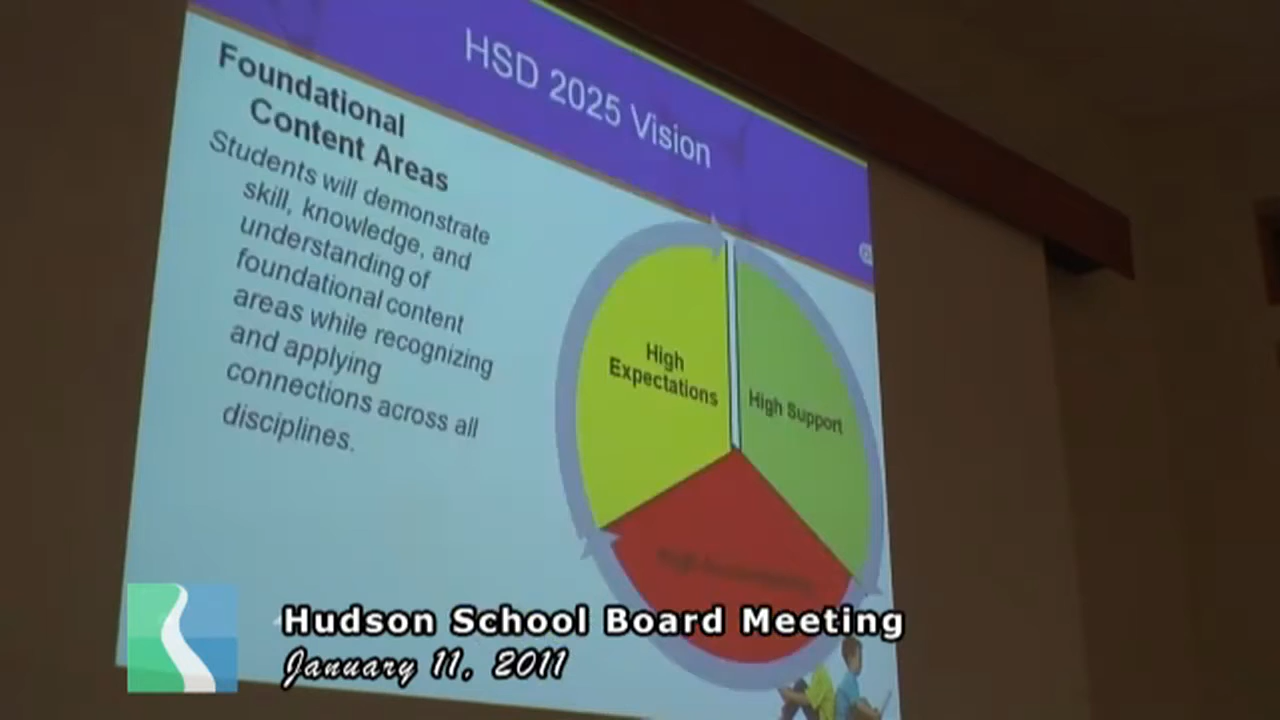 HSD 2025 Vision
Foundational
Content Areas
Students will demonstrate
skill, knowledge, and
understanding of
foundational content
areas while recognizing
and applying
connections across all
disciplines.
High
Expectations
High Support
Hudson School Board Meeting
January 11, 2011